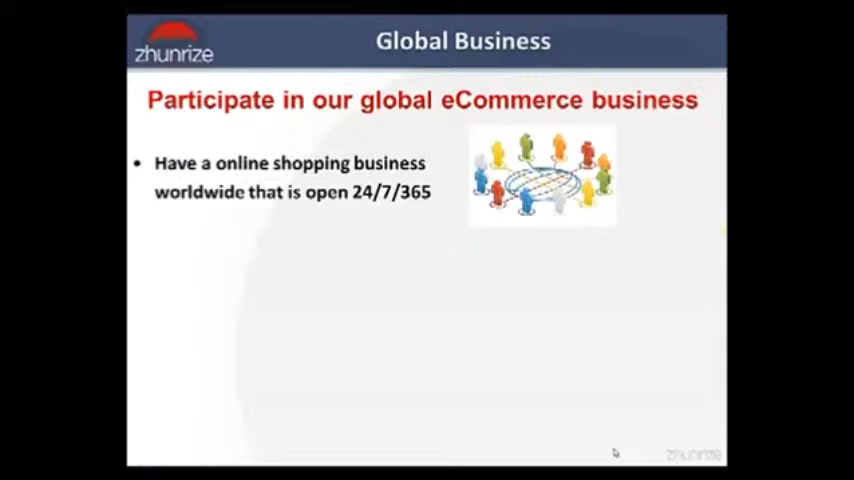 zhunrize
Global Business
Participate in our global eCommerce business
• Have a online shopping business
worldwide that is open 24/7/365
zhunrize